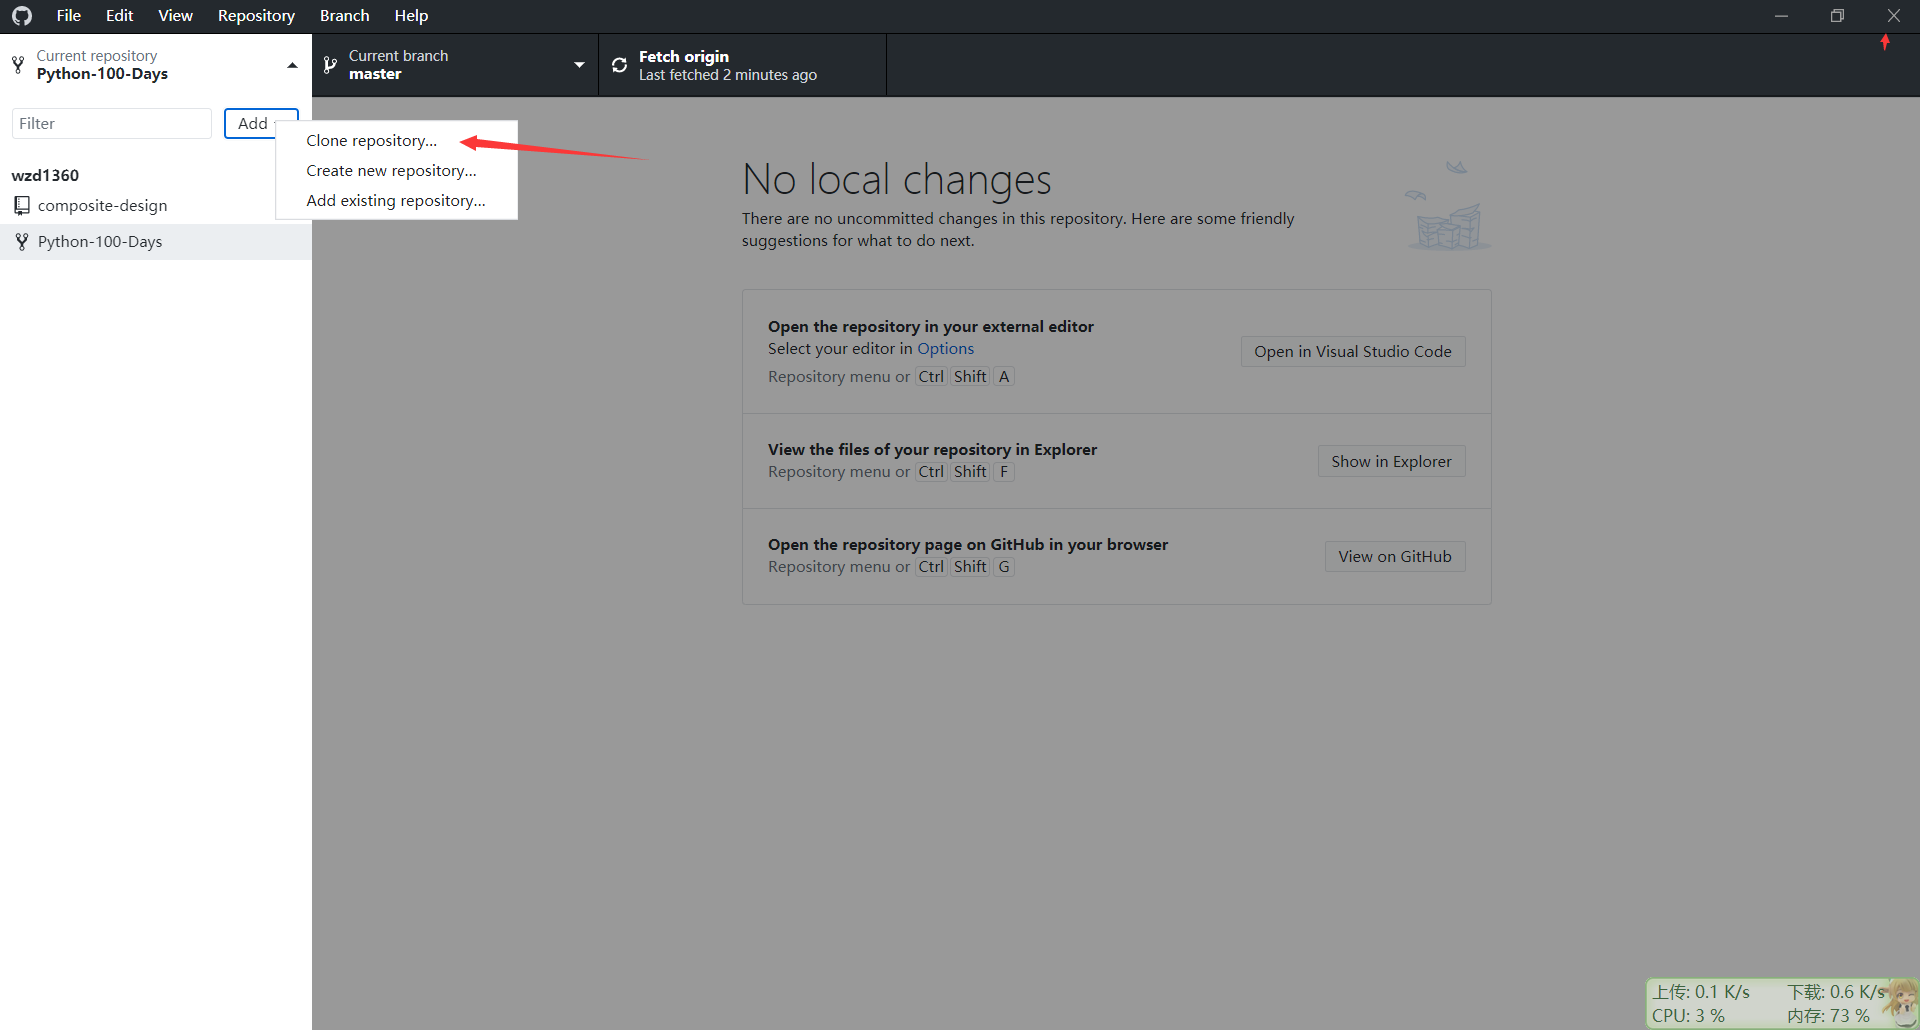 File Edit View Repository Branch Help
Current repository
Python-100-Days
Current branch
master
Fetch origin
Last fetched 2 minutes ago
Filter
Add
Clone repository...
Create new repository...
Add existing repository...
wzd1360
composite-design
Python-100-Days
No local changes
There are no uncommitted changes in this repository. Here are some friendly
suggestions for what to do next.
Open the repository in your external editor
Select your editor in Options
Repository menu or Ctrl Shift A
Open in Visual Studio Code
View the files of your repository in Explorer
Repository menu or Ctrl Shift F
Show in Explorer
Open the repository page on GitHub in your browser
Repository menu or Ctrl Shift G
View on GitHub
上传: 0.1 K/s 下载: 0.6 K/s
CPU: 3 % 内存: 73 %